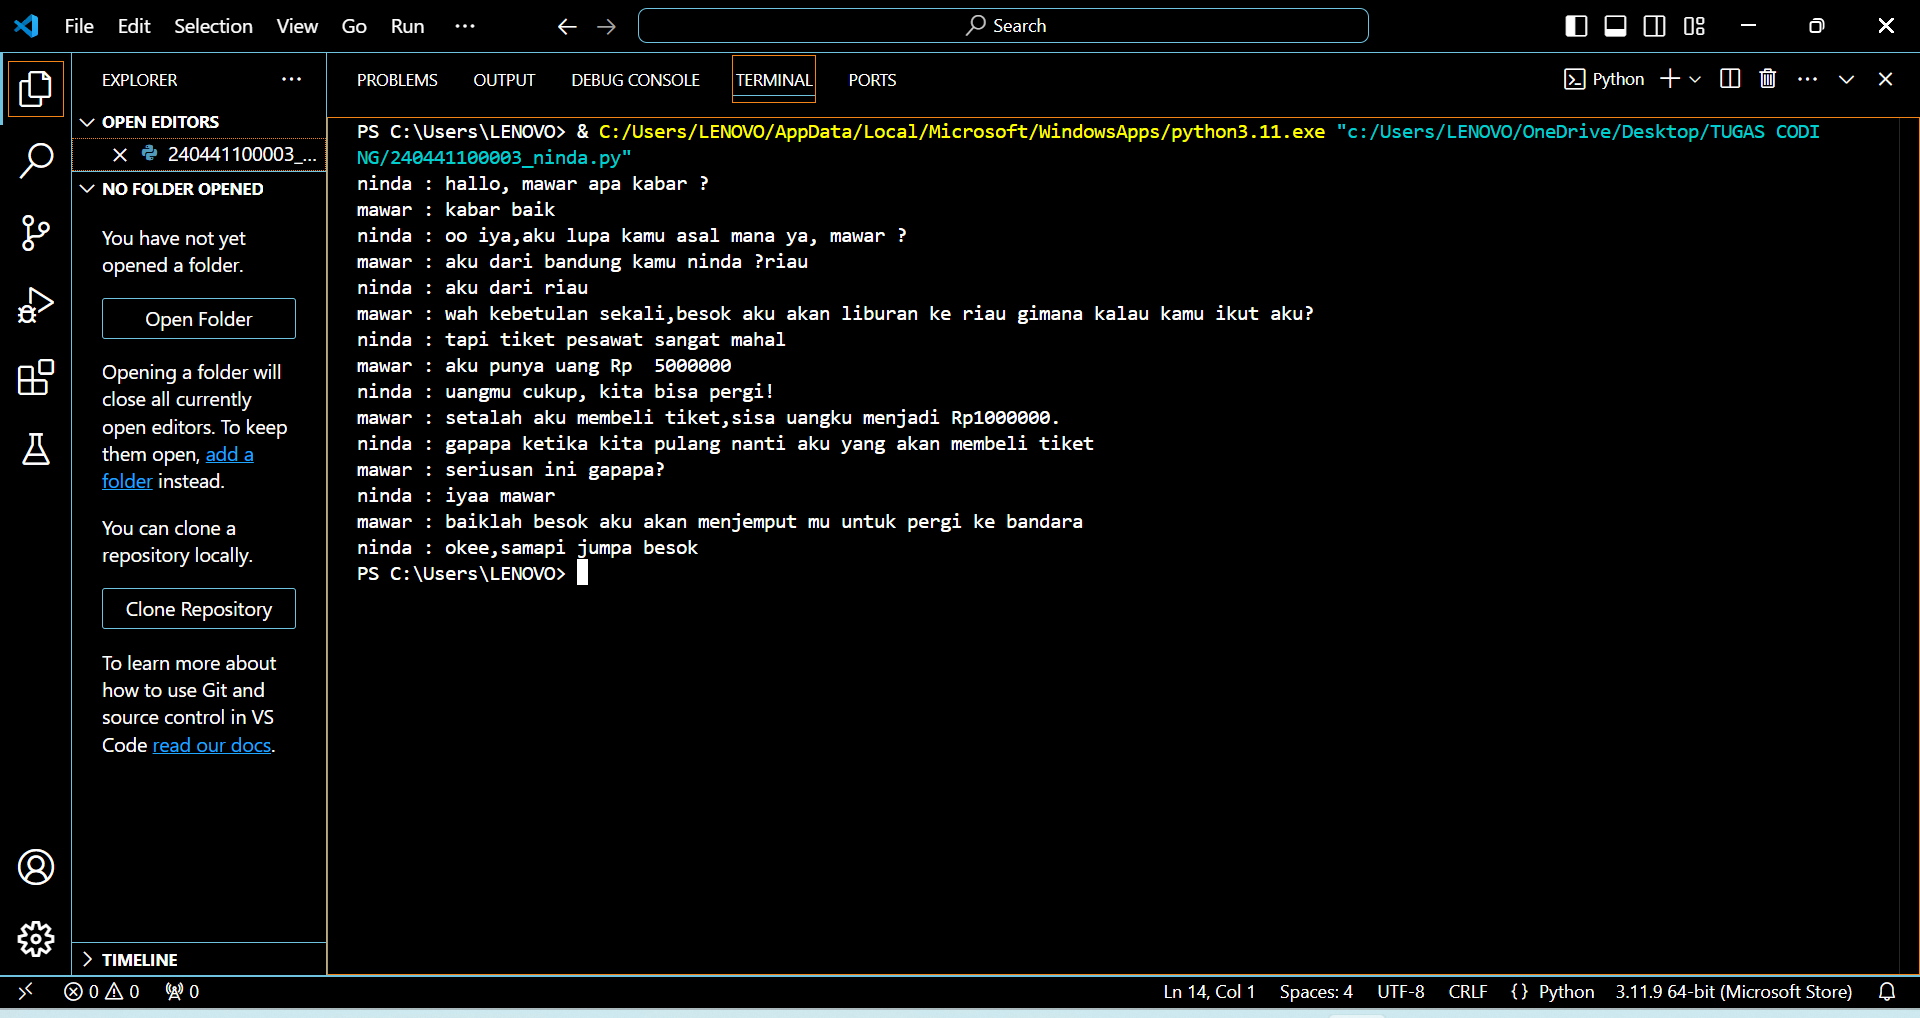 File Edit Selection View Go Run ··· Search
EXPLORER ···
OPEN EDITORS
240441100003_...
NO FOLDER OPENED
You have not yet
opened a folder.
Open Folder
Opening a folder will
close all currently
open editors. To keep
them open, add a
folder instead.
You can clone a
repository locally.
Clone Repository
To learn more about
how to use Git and
source control in VS
Code read our docs.
TIMELINE
PROBLEMS OUTPUT DEBUG CONSOLE TERMINAL PORTS Python
PS C:\Users\LENOVO> & C:/Users/LENOVO/AppData/Local/Microsoft/WindowsApps/python3.11.exe "c:/Users/LENOVO/OneDrive/Desktop/TUGAS CODI
NG/240441100003_ninda.py"
ninda : hallo, mawar apa kabar ?
mawar : kabar baik
ninda : oo iya,aku lupa kamu asal mana ya, mawar ?
mawar : aku dari bandung kamu ninda ?riau
ninda : aku dari riau
mawar : wah kebetulan sekali,besok aku akan liburan ke riau gimana kalau kamu ikut aku?
ninda : tapi tiket pesawat sangat mahal
mawar : aku punya uang Rp  5000000
ninda : uangmu cukup, kita bisa pergi!
mawar : setalah aku membeli tiket,sisa uangku menjadi Rp1000000.
ninda : gapapa ketika kita pulang nanti aku yang akan membeli tiket
mawar : seriusan ini gapapa?
ninda : iyaa mawar
mawar : baiklah besok aku akan menjemput mu untuk pergi ke bandara
ninda : okee,samapi jumpa besok
PS C:\Users\LENOVO>
0 0 0 Ln 14, Col 1 Spaces: 4 UTF-8 CRLF {} Python 3.11.9 64-bit (Microsoft Store)